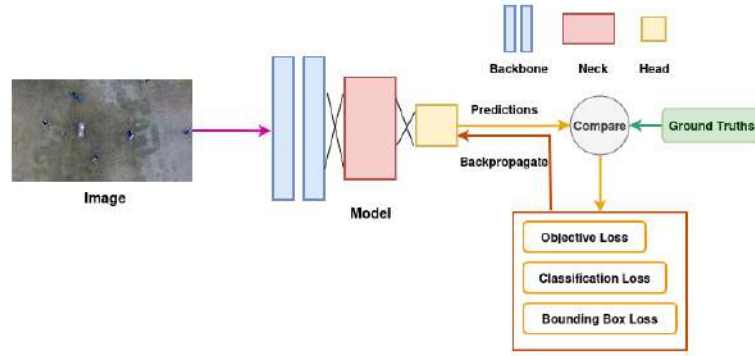 Backbone
Neck
Head
Predictions
Compare
Ground Truths
Backpropagate
Image
Model
Objective Loss
Classification Loss
Bounding Box Loss